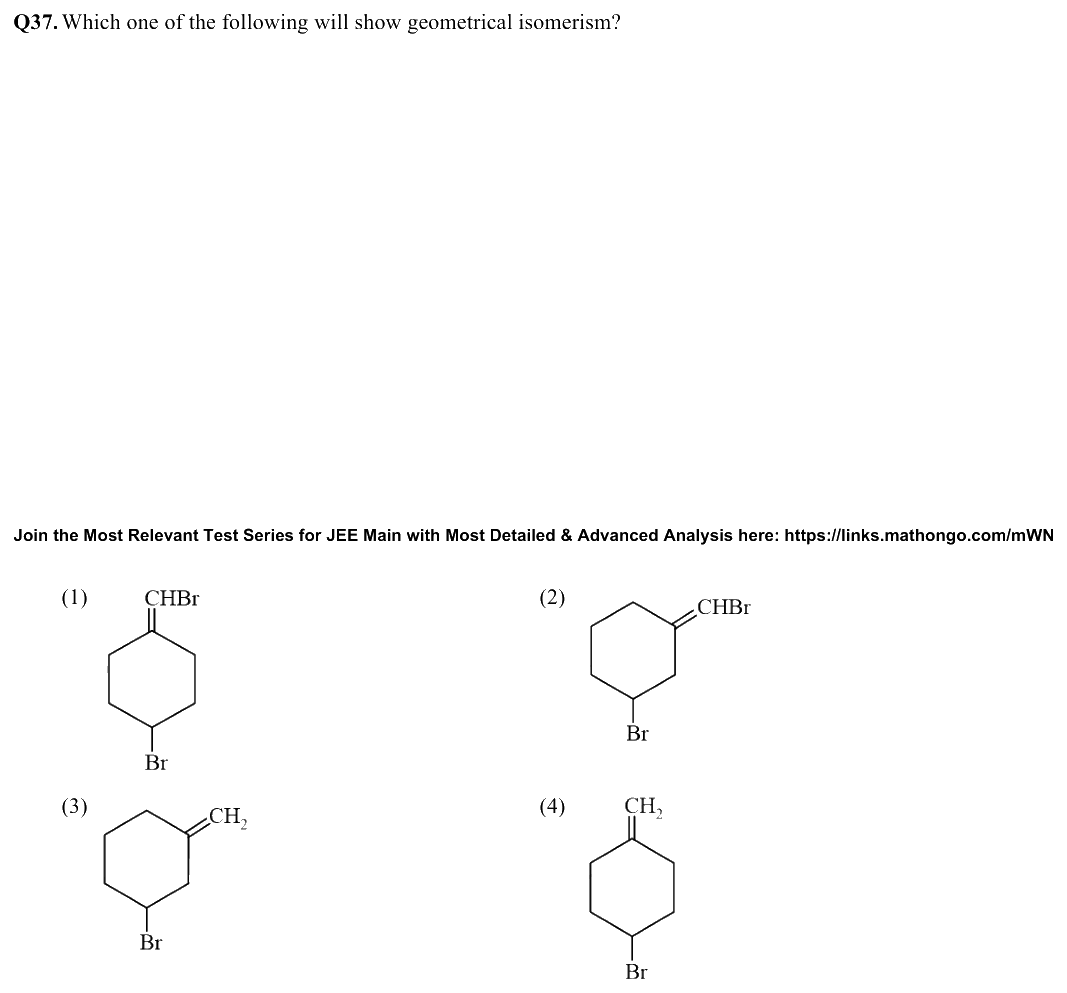 Q37. Which one of the following will show geometrical isomerism?
Join the Most Relevant Test Series for JEE Main with Most Detailed & Advanced Analysis here: https://links.mathongo.com/mWN
(1) CHBr
Br
(2) CHBr
Br
(3) CH₂
Br
(4) CH₂
Br